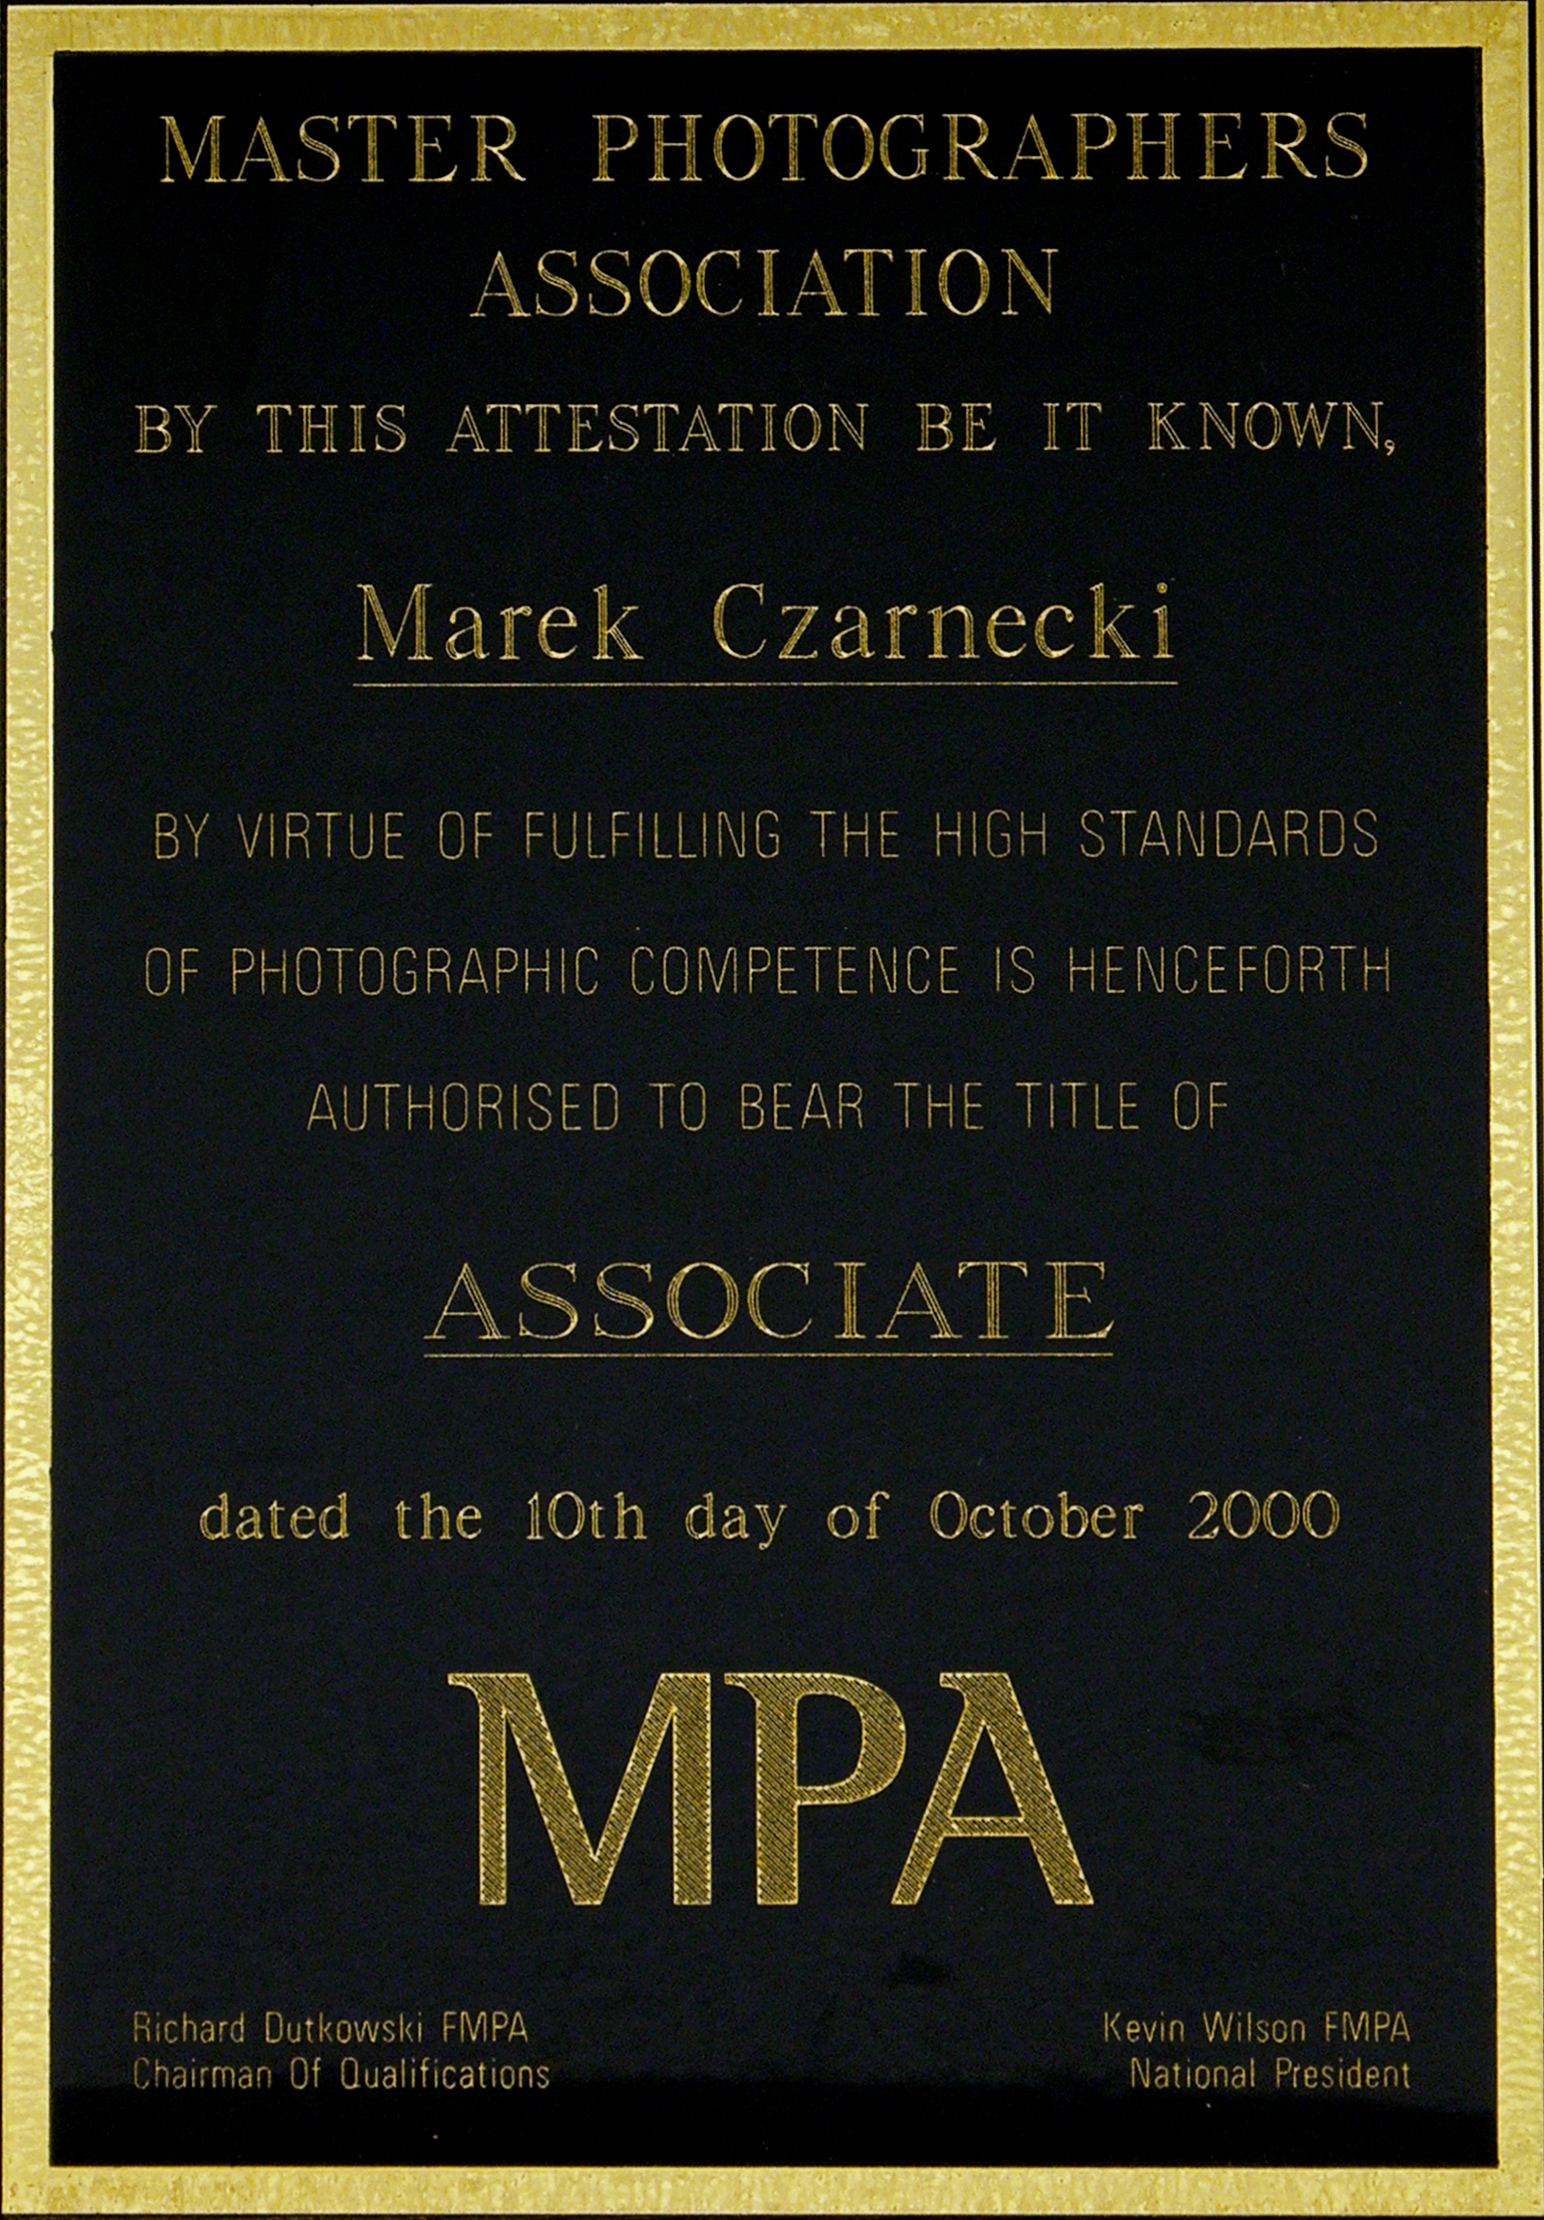 MASTER PHOTOGRAPHERS
ASSOCIATION
BY THIS ATTESTATION BE IT KNOWN,
Marek Czarnecki
BY VIRTUE OF FULFILLING THE HIGH STANDARDS
OF PHOTOGRAPHIC COMPETENCE IS HENCEFORTH
AUTHORISED TO BEAR THE TITLE OF
ASSOCIATE
dated the 10th day of October 2000
MPA
Richard Dutkowski FMPA
Chairman Of Qualifications
Kevin Wilson FMPA
National President